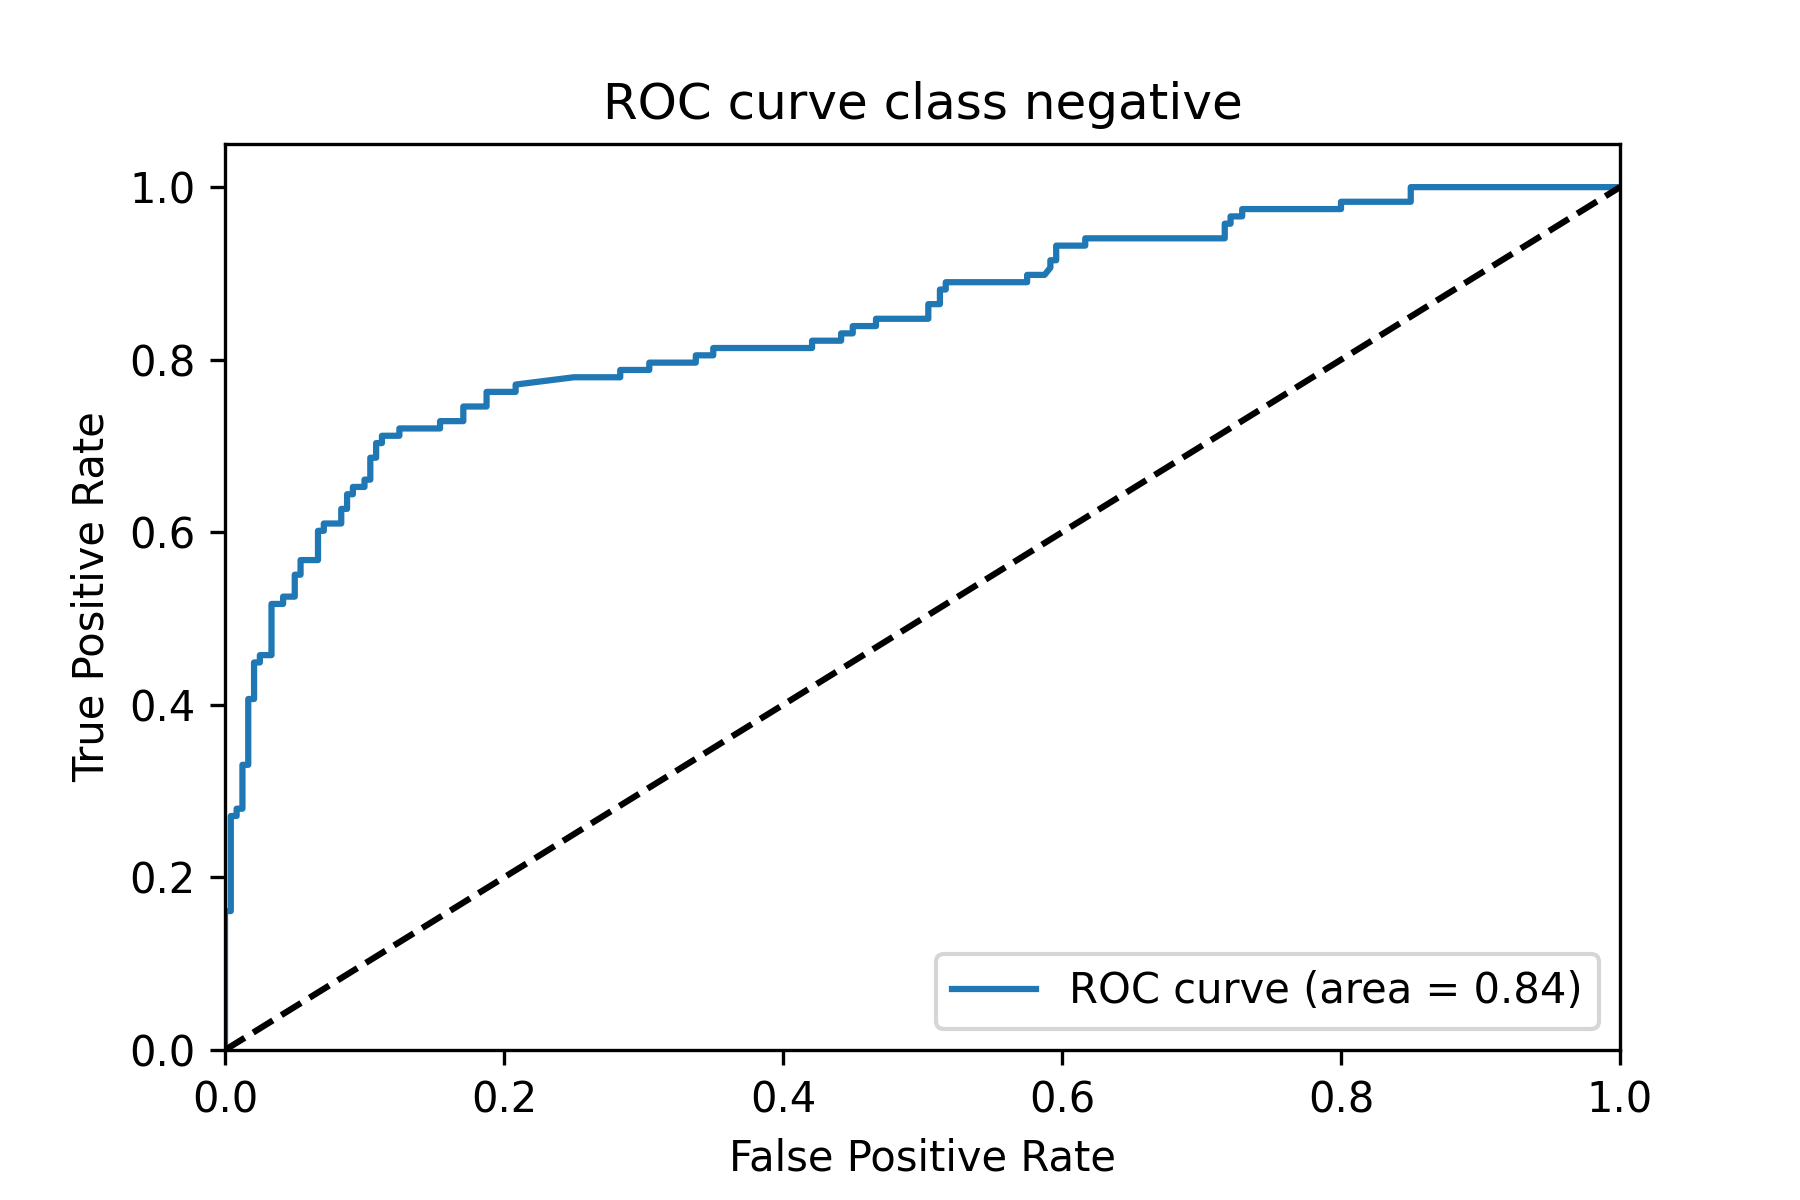 ROC curve class negative
1.0
0.8
0.6
0.4
0.2
0.0
True Positive Rate
ROC curve (area = 0.84)
0.0 0.2 0.4 0.6 0.8 1.0
False Positive Rate